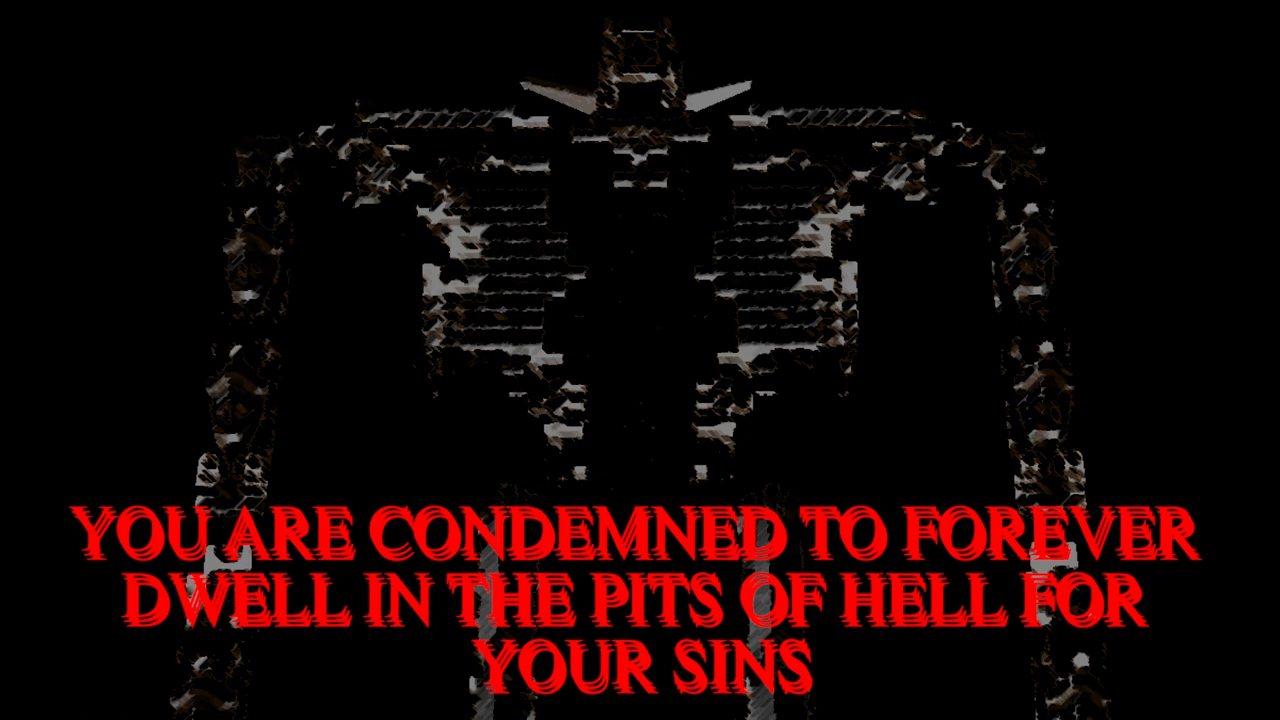 YOU ARE CONDEMNED TO FOREVER
DWELL IN THE PITS OF HELL FOR
YOUR SINS